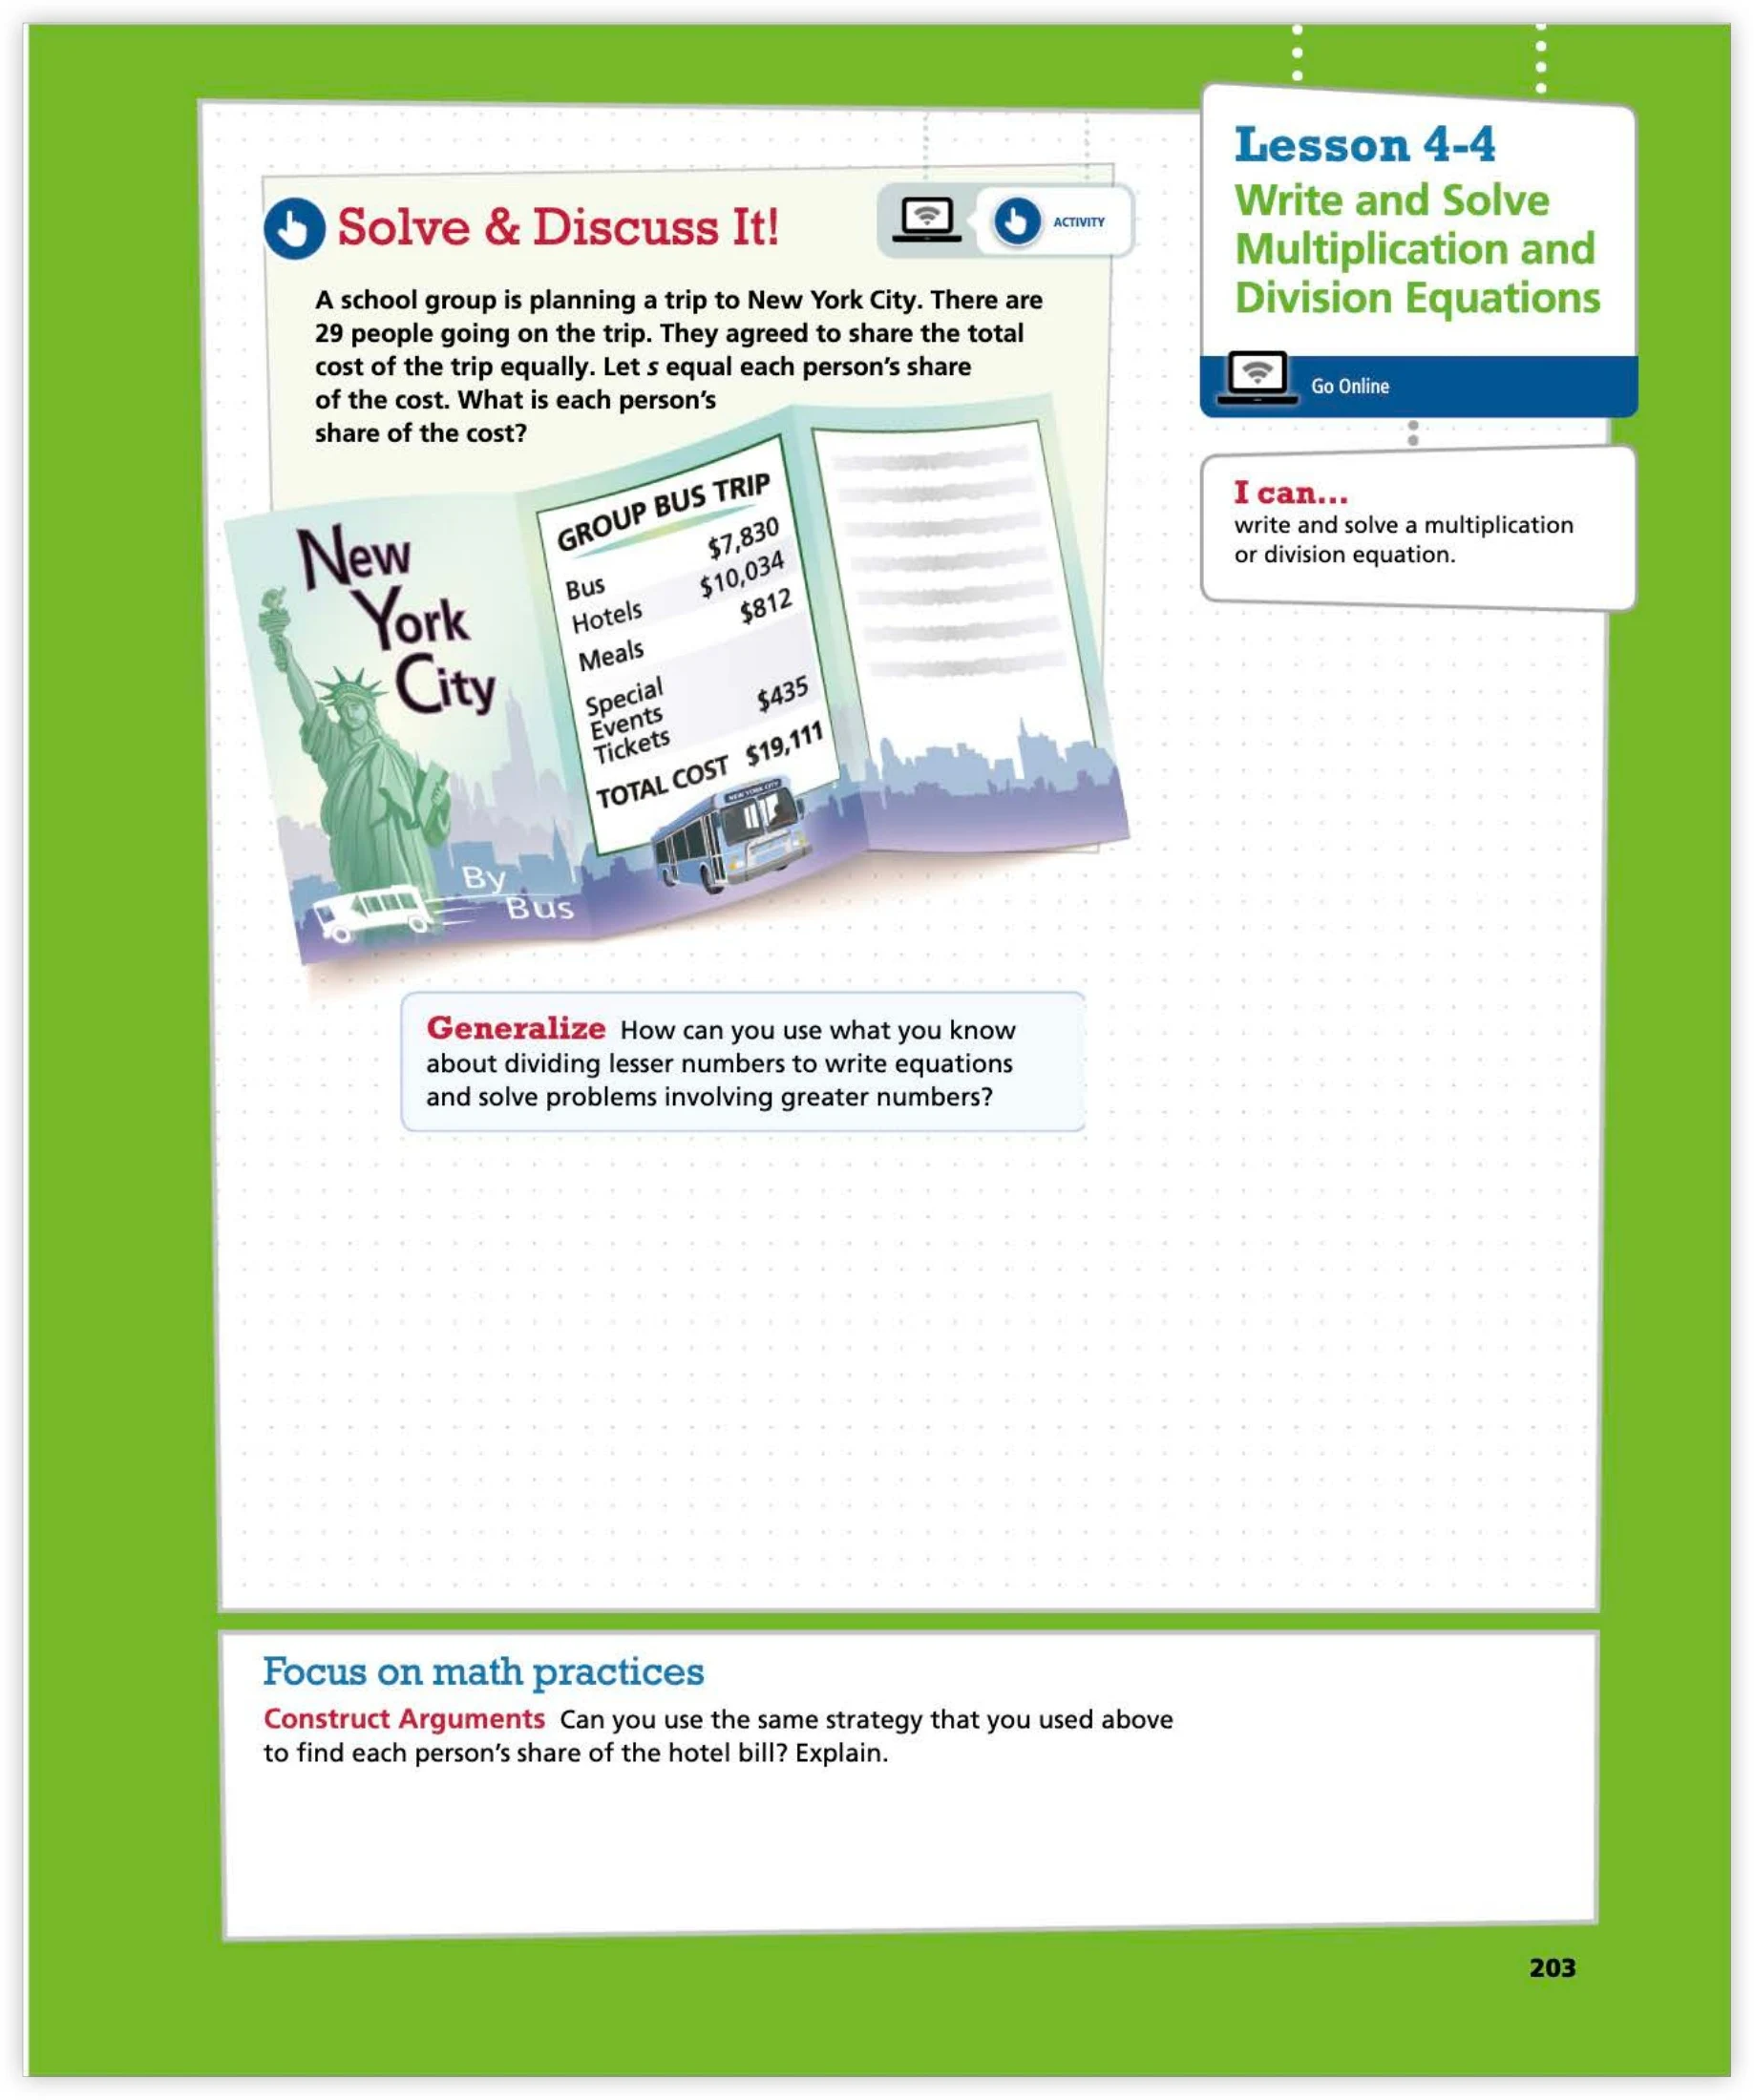 Lesson 4-4
Write and Solve
Multiplication and
Division Equations
Go Online
I can...
write and solve a multiplication
or division equation.
Solve & Discuss It!
ACTIVITY
A school group is planning a trip to New York City. There are
29 people going on the trip. They agreed to share the total
cost of the trip equally. Let s equal each person's share
of the cost. What is each person's
share of the cost?
New
York
City
By
Bus
GROUP BUS TRIP
Bus $7,830
Hotels $10,034
Meals $812
Special
Events
Tickets $435
TOTAL COST $19,111
NEW YORK CITY
Generalize How can you use what you know
about dividing lesser numbers to write equations
and solve problems involving greater numbers?
Focus on math practices
Construct Arguments Can you use the same strategy that you used above
to find each person's share of the hotel bill? Explain.
203